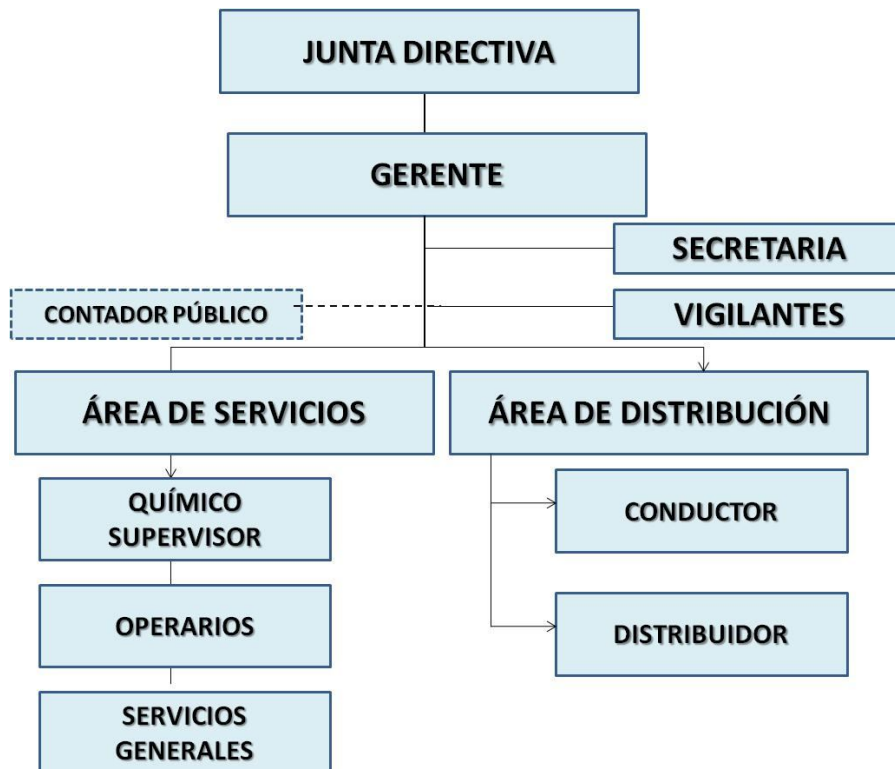 JUNTA DIRECTIVA
GERENTE
SECRETARIA
CONTADOR PÚBLICO
VIGILANTES
ÁREA DE SERVICIOS
ÁREA DE DISTRIBUCIÓN
QUÍMICO
SUPERVISOR
CONDUCTOR
OPERARIOS
DISTRIBUIDOR
SERVICIOS
GENERALES